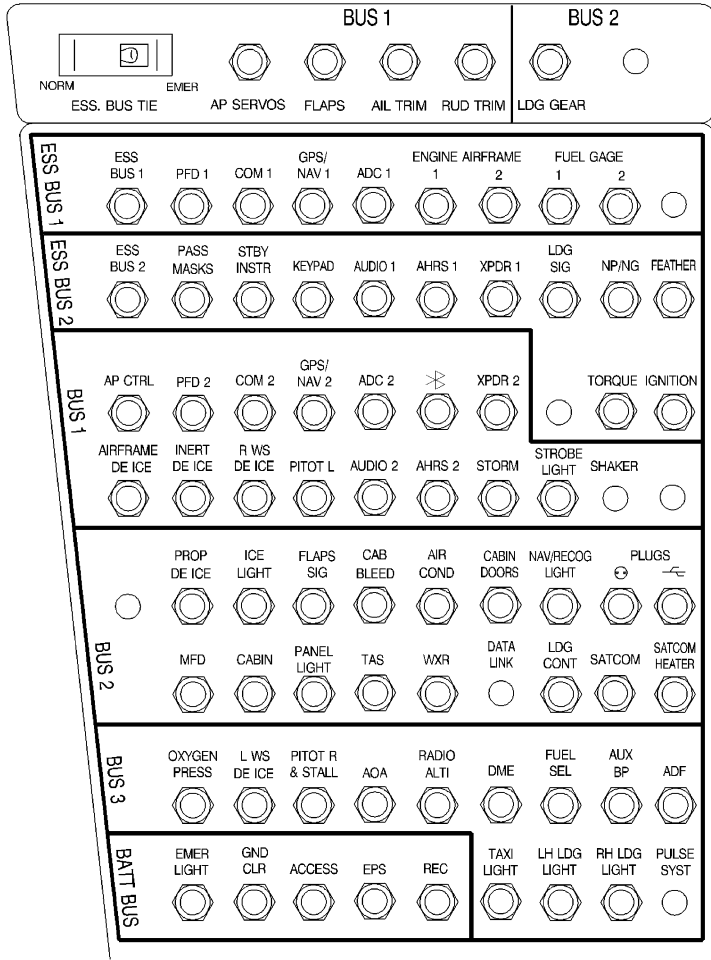 BUS 1
BUS 2
NORM
EMER
ESS. BUS TIE
AP SERVOS
FLAPS
AIL TRIM
RUD TRIM
LDG GEAR
ESS BUS 1
ESS
BUS 1
PFD 1
COM 1
GPS/
NAV 1
ADC 1
ENGINE AIRFRAME
1
2
FUEL GAGE
1
2
ESS BUS 2
ESS
BUS 2
PASS
MASKS
STBY
INSTR
KEYPAD
AUDIO 1
AHRS 1
XPDR 1
LDG
SIG
NP/NG
FEATHER
BUS 1
AP CTRL
PFD 2
COM 2
GPS/
NAV 2
ADC 2
XPDR 2
TORQUE
IGNITION
AIRFRAME
DE ICE
INERT
DE ICE
R WS
DE ICE
PITOT L
AUDIO 2
AHRS 2
STORM
STROBE
LIGHT
SHAKER
BUS 2
PROP
DE ICE
ICE
LIGHT
FLAPS
SIG
CAB
BLEED
AIR
COND
CABIN
DOORS
NAV/RECOG
LIGHT
PLUGS
MFD
CABIN
PANEL
LIGHT
TAS
WXR
DATA
LINK
LDG
CONT
SATCOM
SATCOM
HEATER
BUS 3
OXYGEN
PRESS
L WS
DE ICE
PITOT R
& STALL
AOA
RADIO
ALTI
DME
FUEL
SEL
AUX
BP
ADF
BATT BUS
EMER
LIGHT
GND
CLR
ACCESS
EPS
REC
TAXI
LIGHT
LH LDG
LIGHT
RH LDG
LIGHT
PULSE
SYST